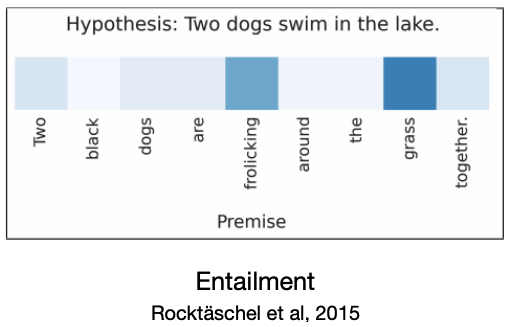 Hypothesis: Two dogs swim in the lake.
Two
black
dogs
are
frolicking
around
the
grass
together.
Premise
Entailment
Rocktäschel et al, 2015